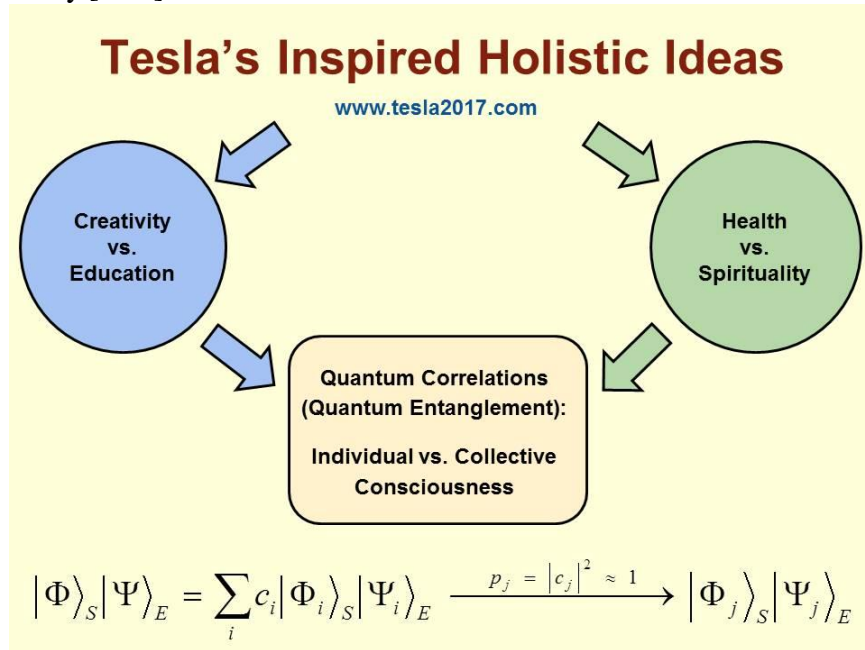 Tesla's Inspired Holistic Ideas
www.tesla2017.com
Creativity
vs.
Education
Health
vs.
Spirituality
Quantum Correlations
(Quantum Entanglement):
Individual vs. Collective
Consciousness
|Φ⟩_S|Ψ⟩_E = ∑_i c_i|Φ_i⟩_S|Ψ_i⟩_E —p_j = |c_j|^2 ≈ 1→ |Φ_j⟩_S|Ψ_j⟩_E